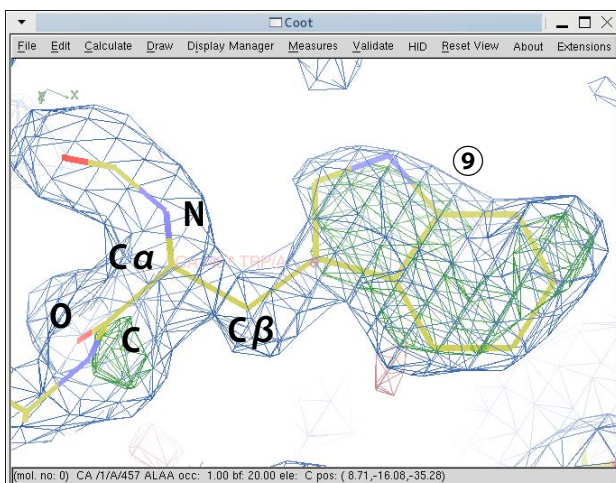 Coot
File Edit Calculate Draw Display Manager Measures Validate HID Reset View About Extensions
x
⑨
N
Cα
O
C
Cβ
(mol. no: 0) CA /1/A/457 ALAA occ: 1.00 bf: 20.00 ele: C pos: ( 8.71,-16.08,-35.28)